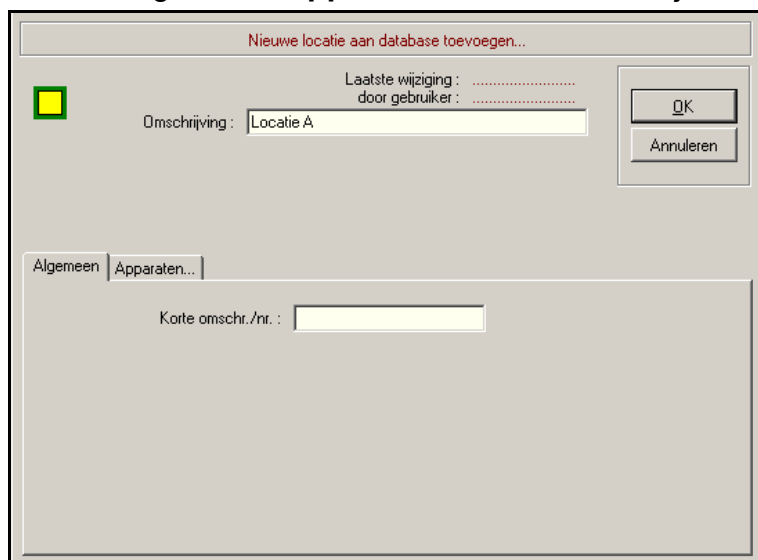 Nieuwe locatie aan database toevoegen...
Laatste wijziging : ........................
door gebruiker : ........................
Omschrijving : Locatie A
OK
Annuleren
Algemeen Apparaten...
Korte omschr./nr. :